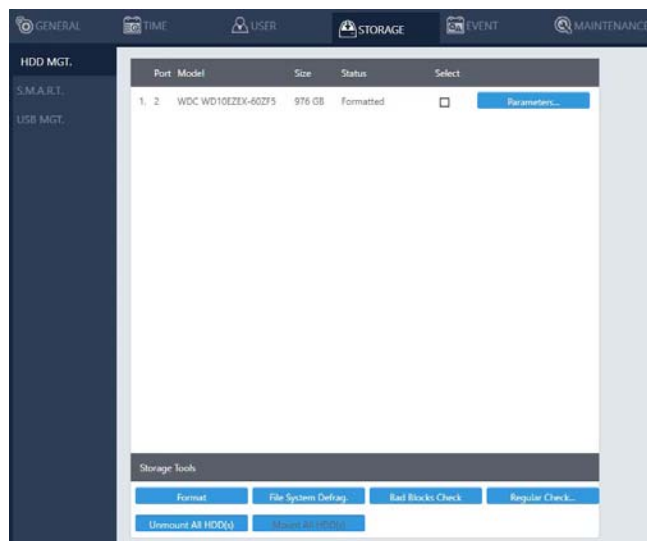 GENERAL TIME USER STORAGE EVENT MAINTENANCE
HDD MGT.
S.M.A.R.T.
USB MGT.
Port Model Size Status Select
1. 2 WDC WD10EZEX-60ZF5 976 GB Formatted Parameters...
Storage Tools
Format File System Defrag. Bad Blocks Check Regular Check...
Unmount All HDD(s) Mount All HDD(s)